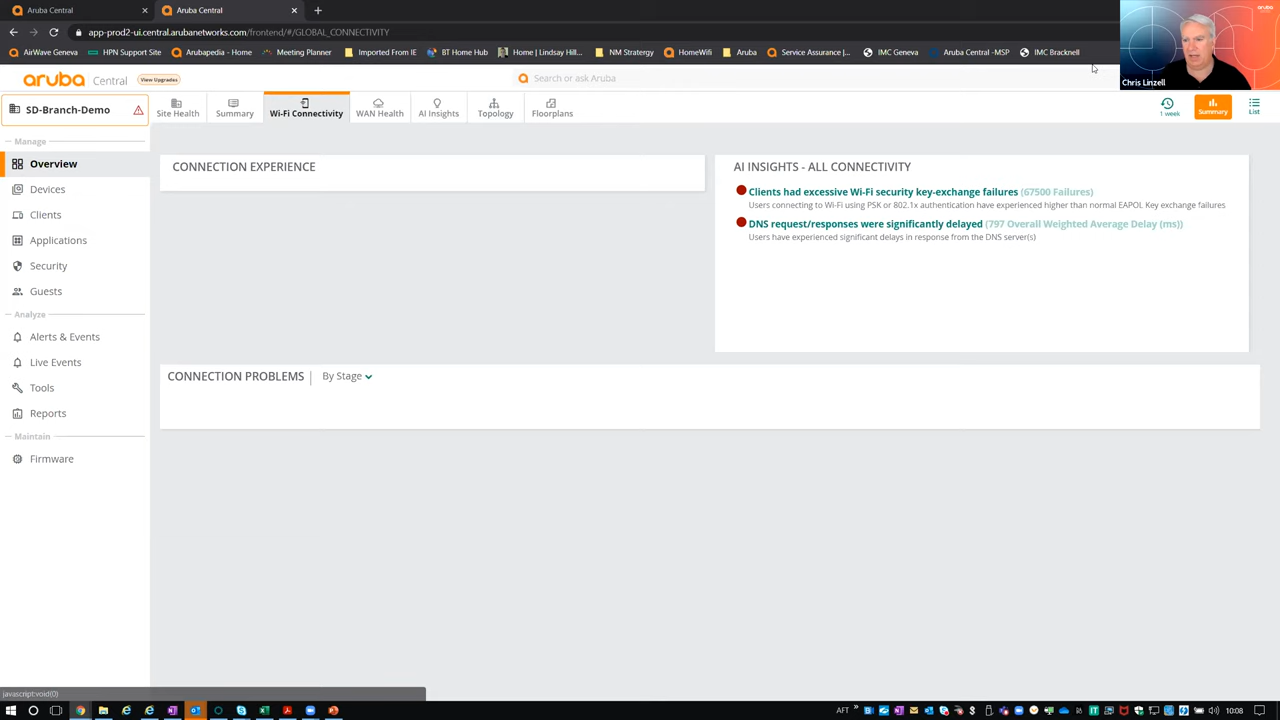 Aruba Central
Aruba Central
app-prod2-ui.central.arubanetworks.com/frontend/#/GLOBAL_CONNECTIVITY
AirWave Geneva
HPN Support Site
Arubapedia - Home
Meeting Planner
Imported From IE
BT Home Hub
Home | Lindsay Hill...
NM Stratergy
HomeWifi
Aruba
Service Assurance |...
IMC Geneva
Aruba Central -MSP
IMC Bracknell
Chris Linzell
aruba Central
View Upgrades
Search or ask Aruba
SD-Branch-Demo
Site Health
Summary
Wi-Fi Connectivity
WAN Health
AI Insights
Topology
Floorplans
1 week
Summary
List
Manage
Overview
Devices
Clients
Applications
Security
Guests
Analyze
Alerts & Events
Live Events
Tools
Reports
Maintain
Firmware
CONNECTION EXPERIENCE
AI INSIGHTS - ALL CONNECTIVITY
Clients had excessive Wi-Fi security key-exchange failures (67500 Failures)
Users connecting to Wi-Fi using PSK or 802.1x authentication have experienced higher than normal EAPOL Key exchange failures
DNS request/responses were significantly delayed (797 Overall Weighted Average Delay (ms))
Users have experienced significant delays in response from the DNS server(s)
CONNECTION PROBLEMS | By Stage
javascript:void(0)
AFT
10:08